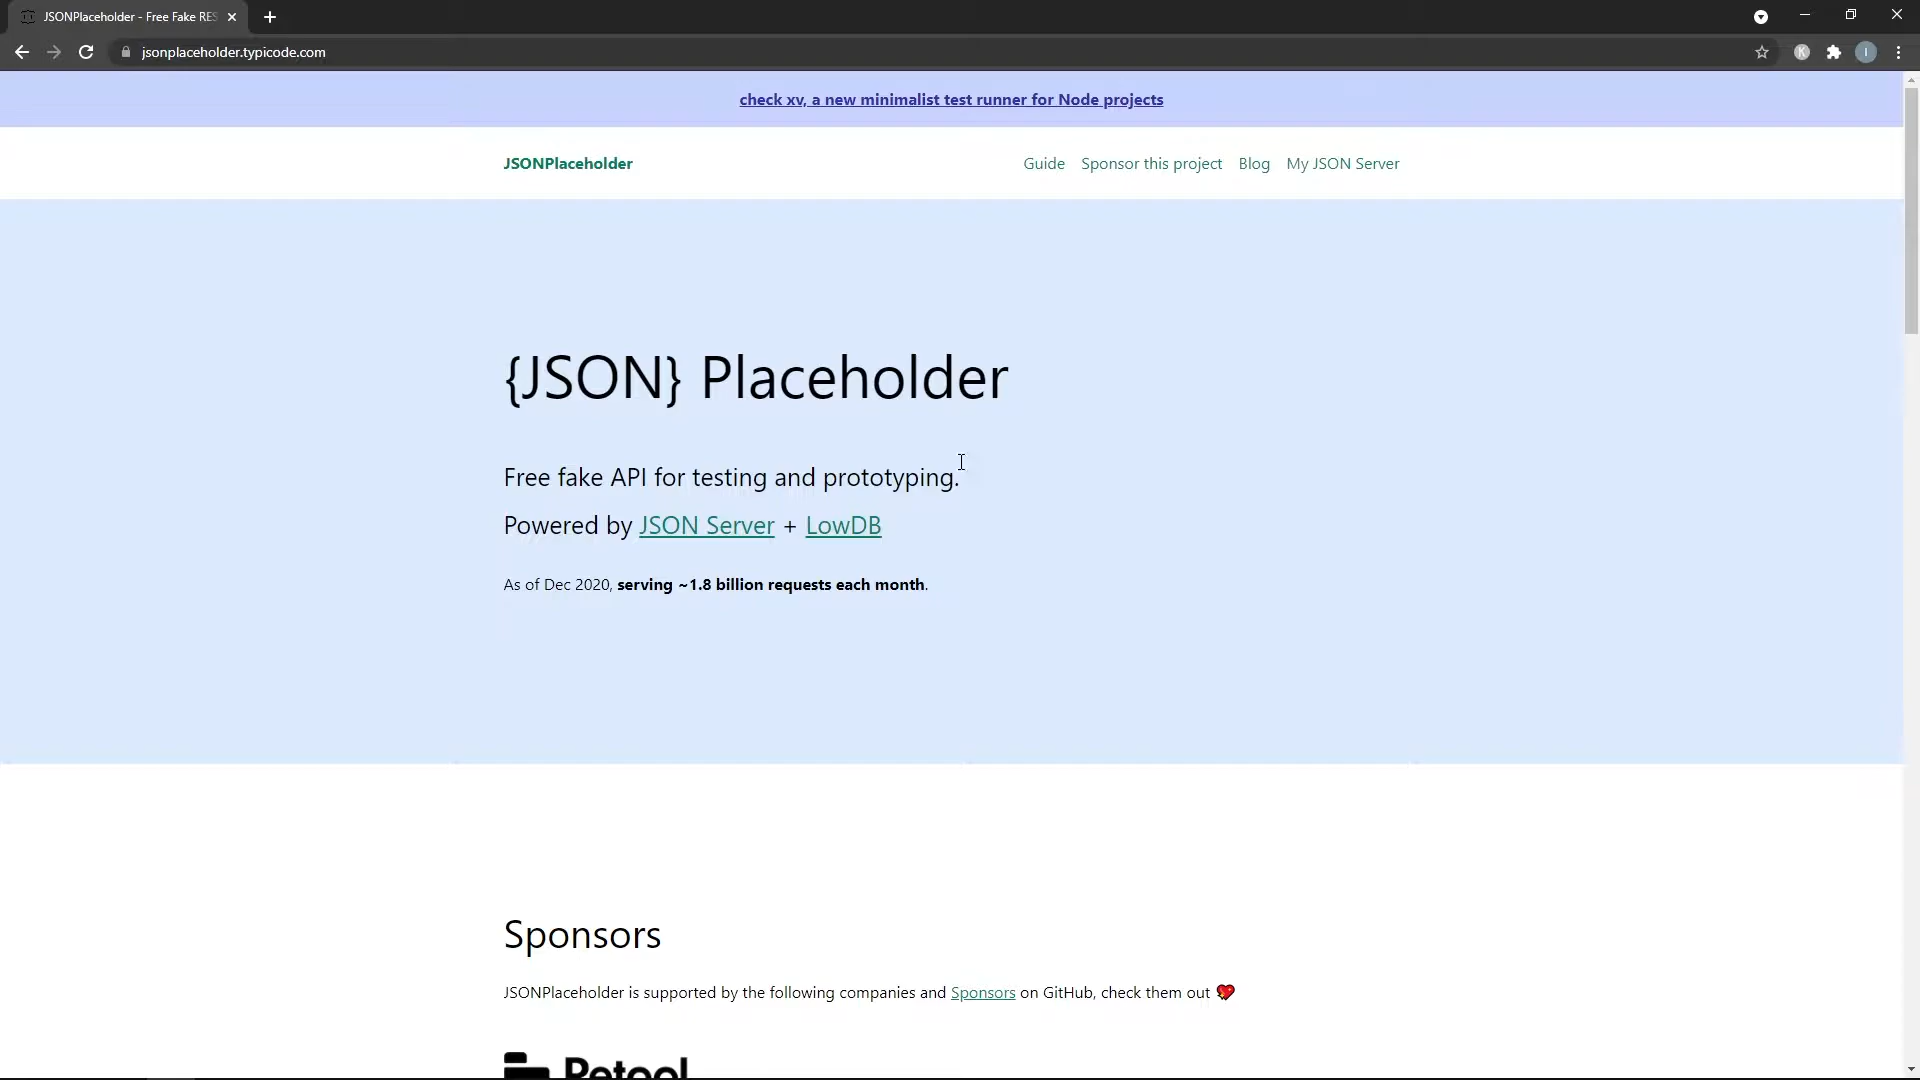 JSONPlaceholder - Free Fake RES
jsonplaceholder.typicode.com
K
I
check xv, a new minimalist test runner for Node projects
JSONPlaceholder
Guide Sponsor this project Blog My JSON Server
{JSON} Placeholder
Free fake API for testing and prototyping.
Powered by JSON Server + LowDB
As of Dec 2020, serving ~1.8 billion requests each month.
Sponsors
JSONPlaceholder is supported by the following companies and Sponsors on GitHub, check them out 💖
Retool